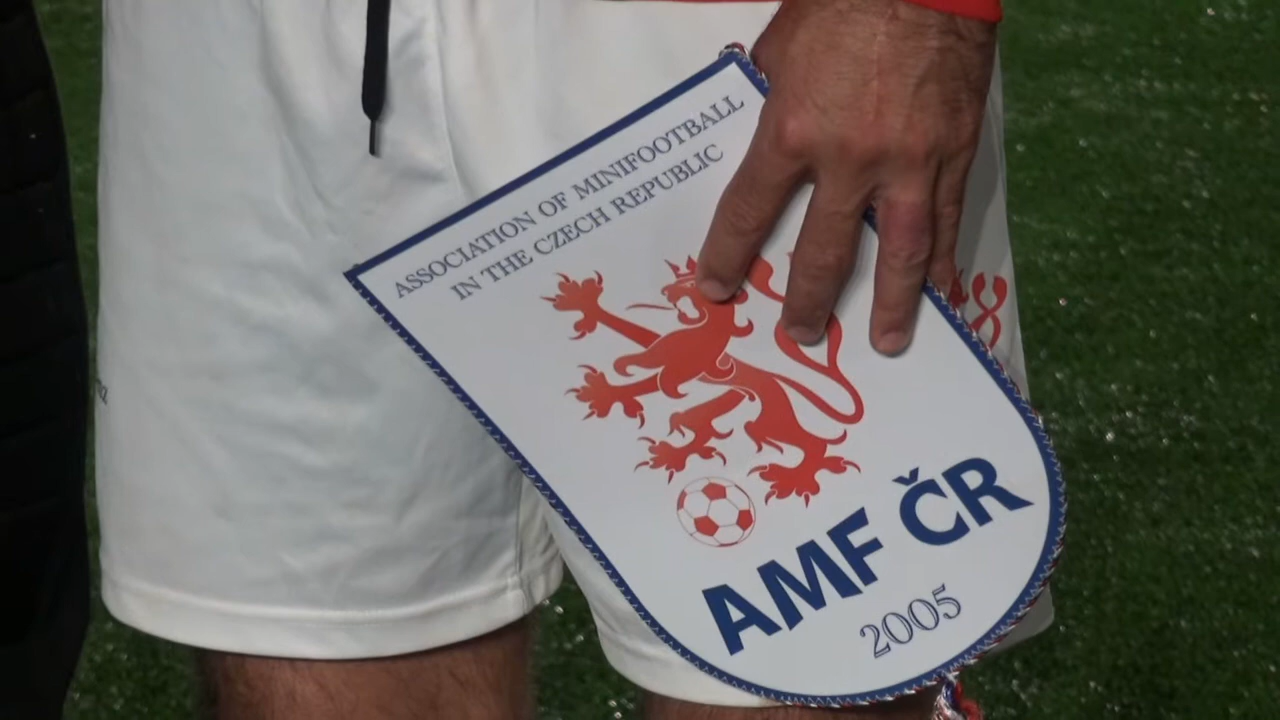 ASSOCIATION OF MINIFOOTBALL
IN THE CZECH REPUBLIC
AMF ČR
2005